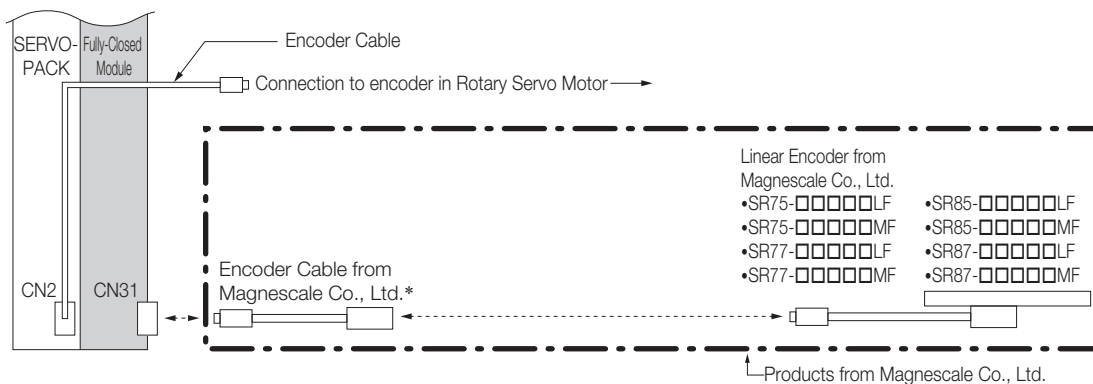 SERVO-
PACK
Fully-Closed
Module
Encoder Cable
Connection to encoder in Rotary Servo Motor
Linear Encoder from
Magnescale Co., Ltd.
•SR75-□□□□□LF
•SR75-□□□□□MF
•SR77-□□□□□LF
•SR77-□□□□□MF
•SR85-□□□□□LF
•SR85-□□□□□MF
•SR87-□□□□□LF
•SR87-□□□□□MF
CN2
CN31
Encoder Cable from
Magnescale Co., Ltd.*
Products from Magnescale Co., Ltd.